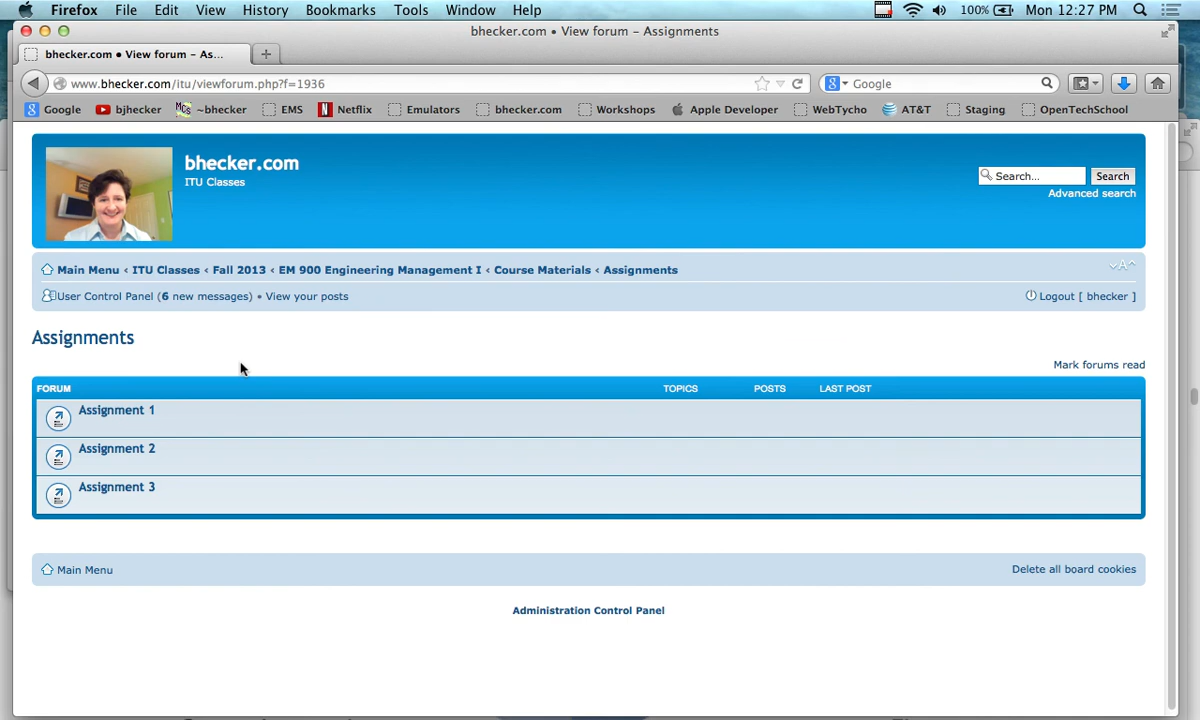 Firefox File Edit View History Bookmarks Tools Window Help 100% Mon 12:27 PM
bhecker.com • View forum – Assignments
bhecker.com • View forum – As...
www.bhecker.com/itu/viewforum.php?f=1936 Google
Google bjhecker ~bhecker EMS Netflix Emulators bhecker.com Workshops Apple Developer WebTycho AT&T Staging OpenTechSchool
bhecker.com
ITU Classes
Search... Search
Advanced search
Main Menu ‹ ITU Classes ‹ Fall 2013 ‹ EM 900 Engineering Management I ‹ Course Materials ‹ Assignments
User Control Panel (6 new messages) • View your posts Logout [ bhecker ]
Assignments
Mark forums read
FORUM TOPICS POSTS LAST POST
Assignment 1
Assignment 2
Assignment 3
Main Menu Delete all board cookies
Administration Control Panel